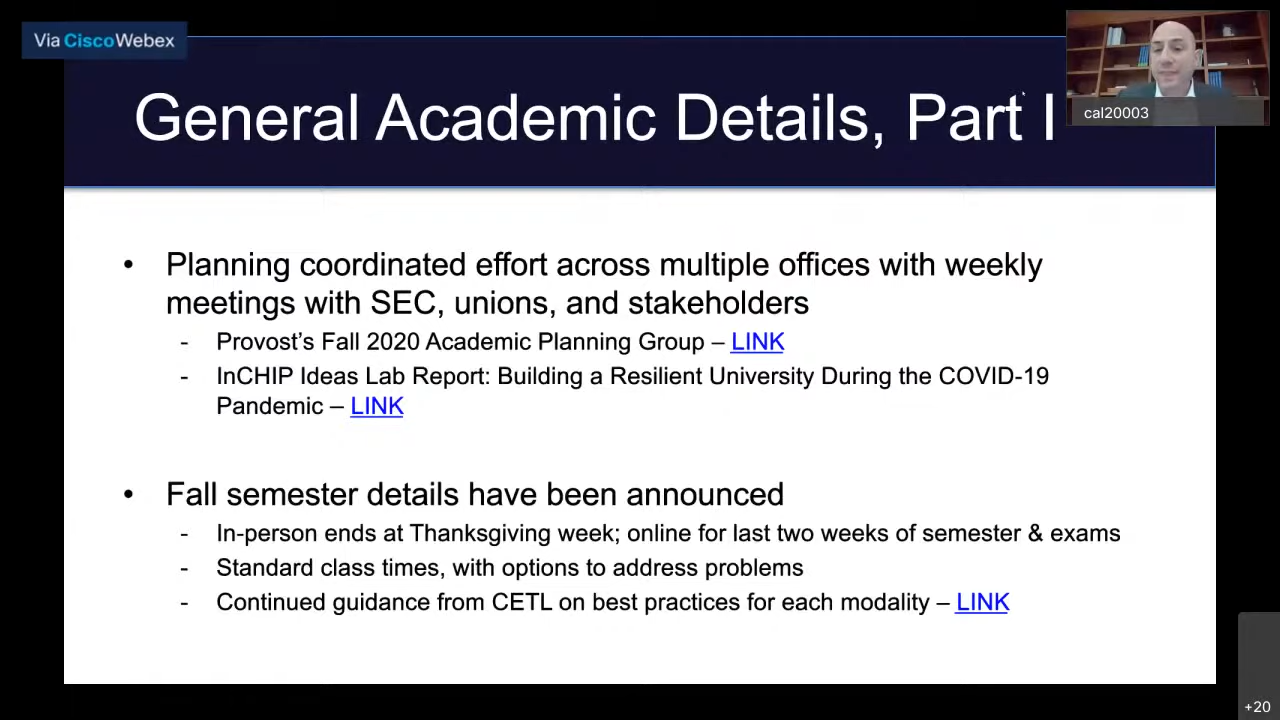 Via CiscoWebex
General Academic Details, Part I
cal20003
• Planning coordinated effort across multiple offices with weekly
meetings with SEC, unions, and stakeholders
- Provost’s Fall 2020 Academic Planning Group – LINK
- InCHIP Ideas Lab Report: Building a Resilient University During the COVID-19
Pandemic – LINK
• Fall semester details have been announced
- In-person ends at Thanksgiving week; online for last two weeks of semester & exams
- Standard class times, with options to address problems
- Continued guidance from CETL on best practices for each modality – LINK
+20